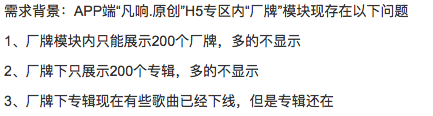 需求背景：APP端“凡响.原创”H5专区内“厂牌”模块现存在以下问题
1、厂牌模块内只能展示200个厂牌，多的不显示
2、厂牌下只展示200个专辑，多的不显示
3、厂牌下专辑现在有些歌曲已经下线，但是专辑还在